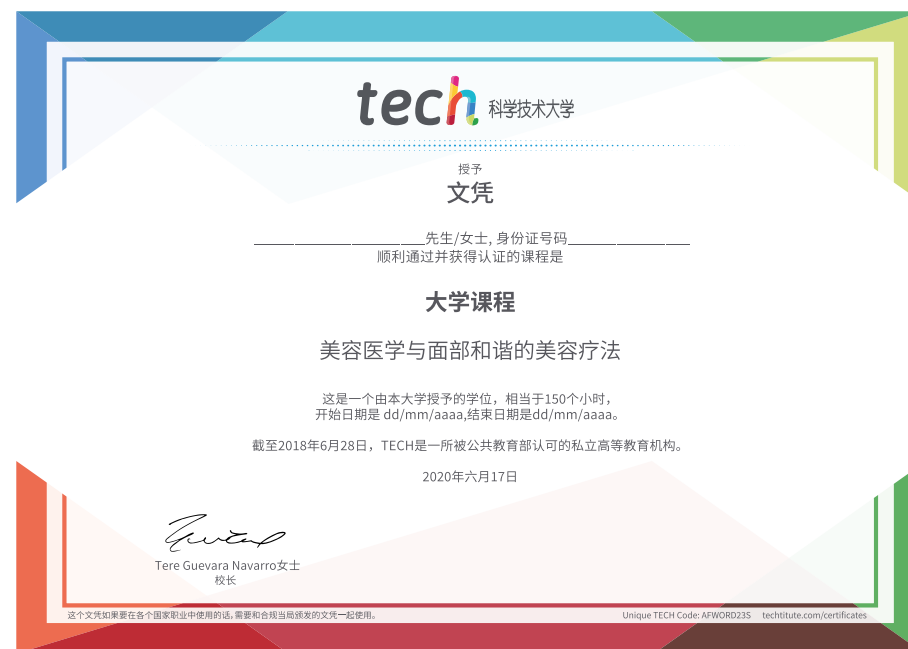 tech 科学技术大学
授予
文凭
先生/女士, 身份证号码
顺利通过并获得认证的课程是
大学课程
美容医学与面部和谐的美容疗法
这是一个由本大学授予的学位，相当于150个小时，
开始日期是 dd/mm/aaaa,结束日期是dd/mm/aaaa。
截至2018年6月28日，TECH是一所被公共教育部认可的私立高等教育机构。
2020年六月17日
Tere Guevara Navarro女士
校长
这个文凭如果要在各个国家职业中使用的话,需要和合规当局颁发的文凭一起使用。
Unique TECH Code: AFWORD23S techtitute.com/certificates